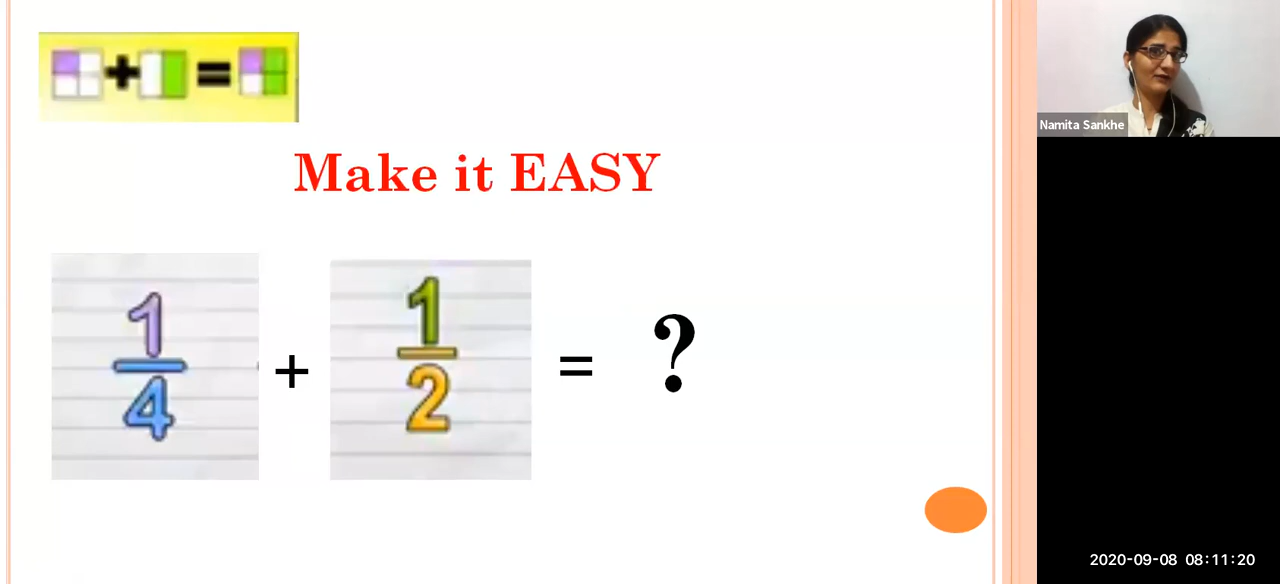 + =
Make it EASY
1/4 + 1/2 = ?
Namita Sankhe
2020-09-08 08:11:20